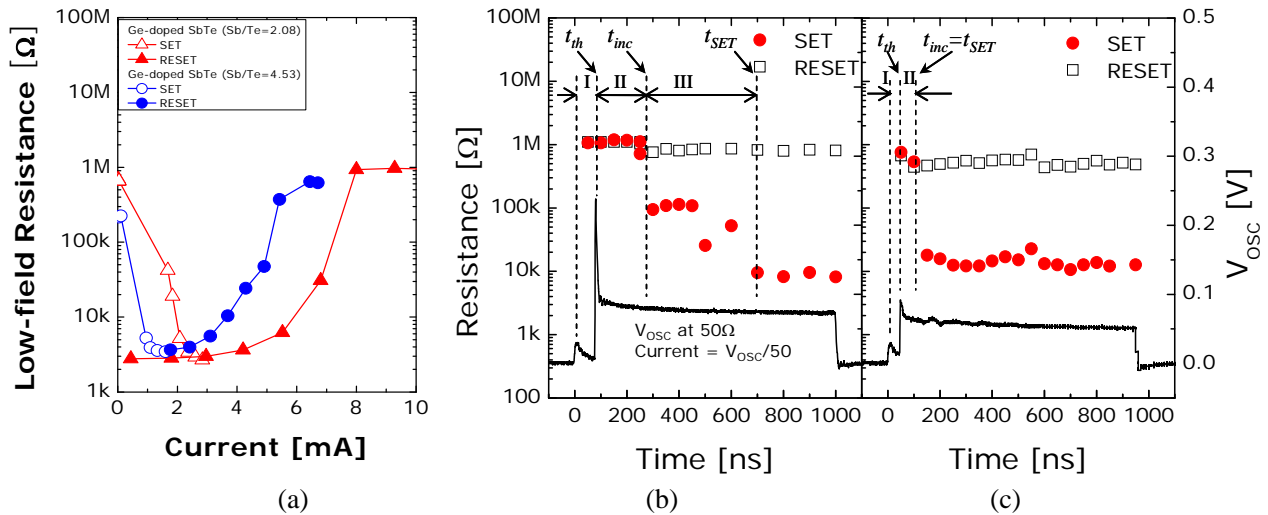 Low-field Resistance [Ω]
100M
10M
1M
100k
10k
1k
Ge-doped SbTe (Sb/Te=2.08)
SET
RESET
Ge-doped SbTe (Sb/Te=4.53)
SET
RESET
0 2 4 6 8 10
Current [mA]
(a)
Resistance [Ω]
100M
10M
1M
100k
10k
1k
100
t_th
t_inc
t_SET
SET
RESET
I II III
V_OSC at 50Ω
Current = V_OSC/50
0 200 400 600 800 1000
Time [ns]
(b)
t_th
t_inc=t_SET
SET
RESET
I II
0 200 400 600 800 1000
Time [ns]
(c)
0.5
0.4
0.3
0.2
0.1
0.0
V_OSC [V]